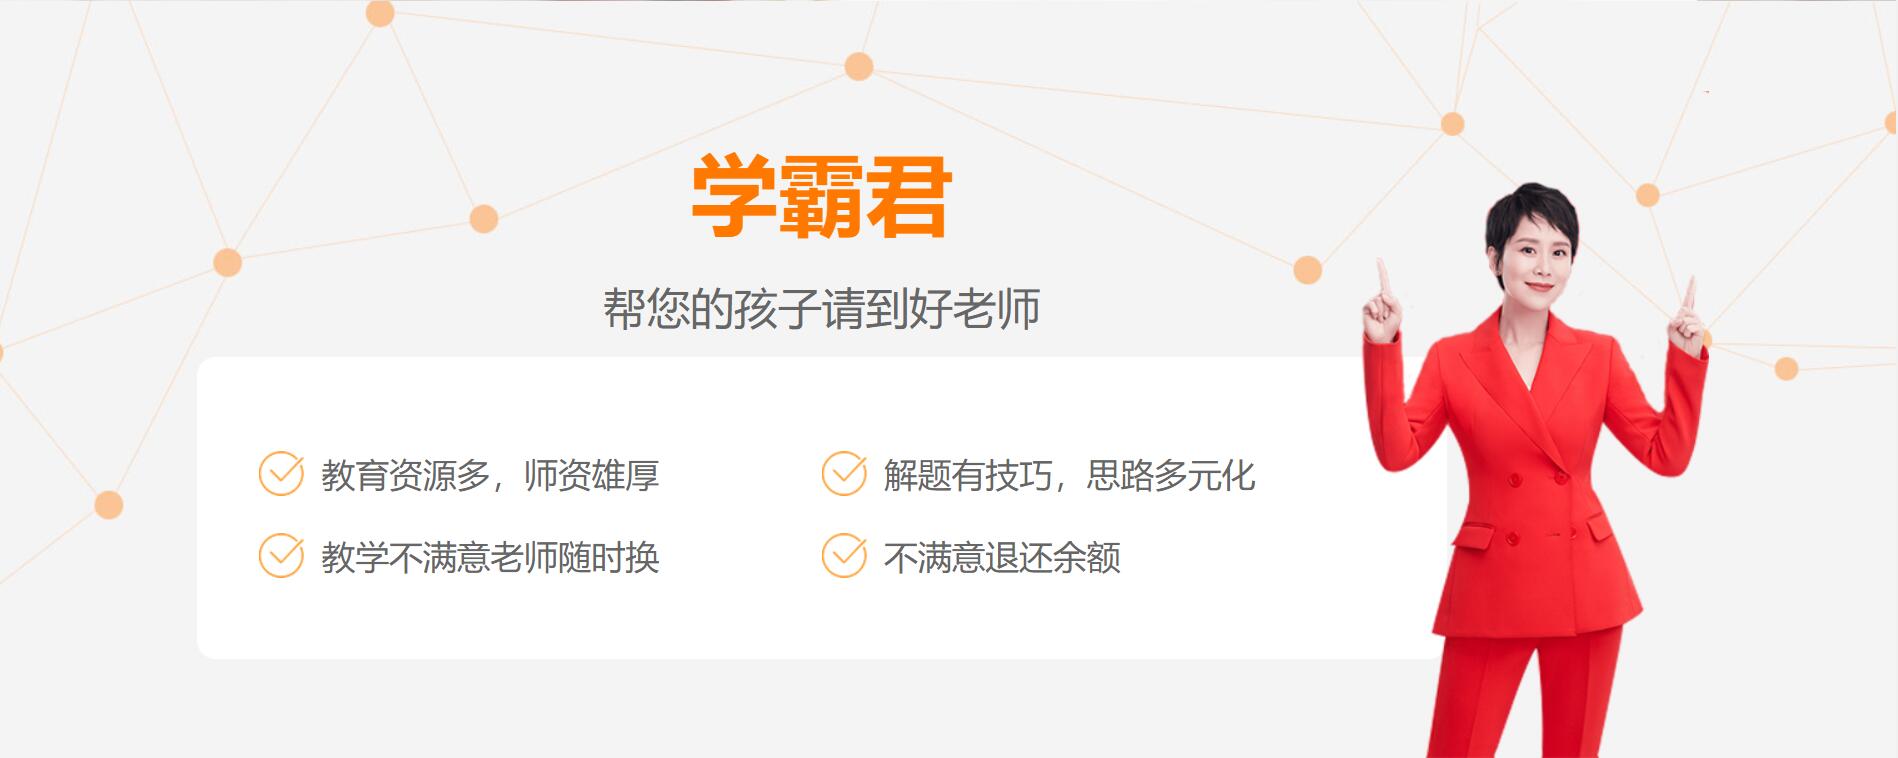 学霸君
帮您的孩子请到好老师
教育资源多，师资雄厚
解题有技巧，思路多元化
教学不满意老师随时换
不满意退还余额